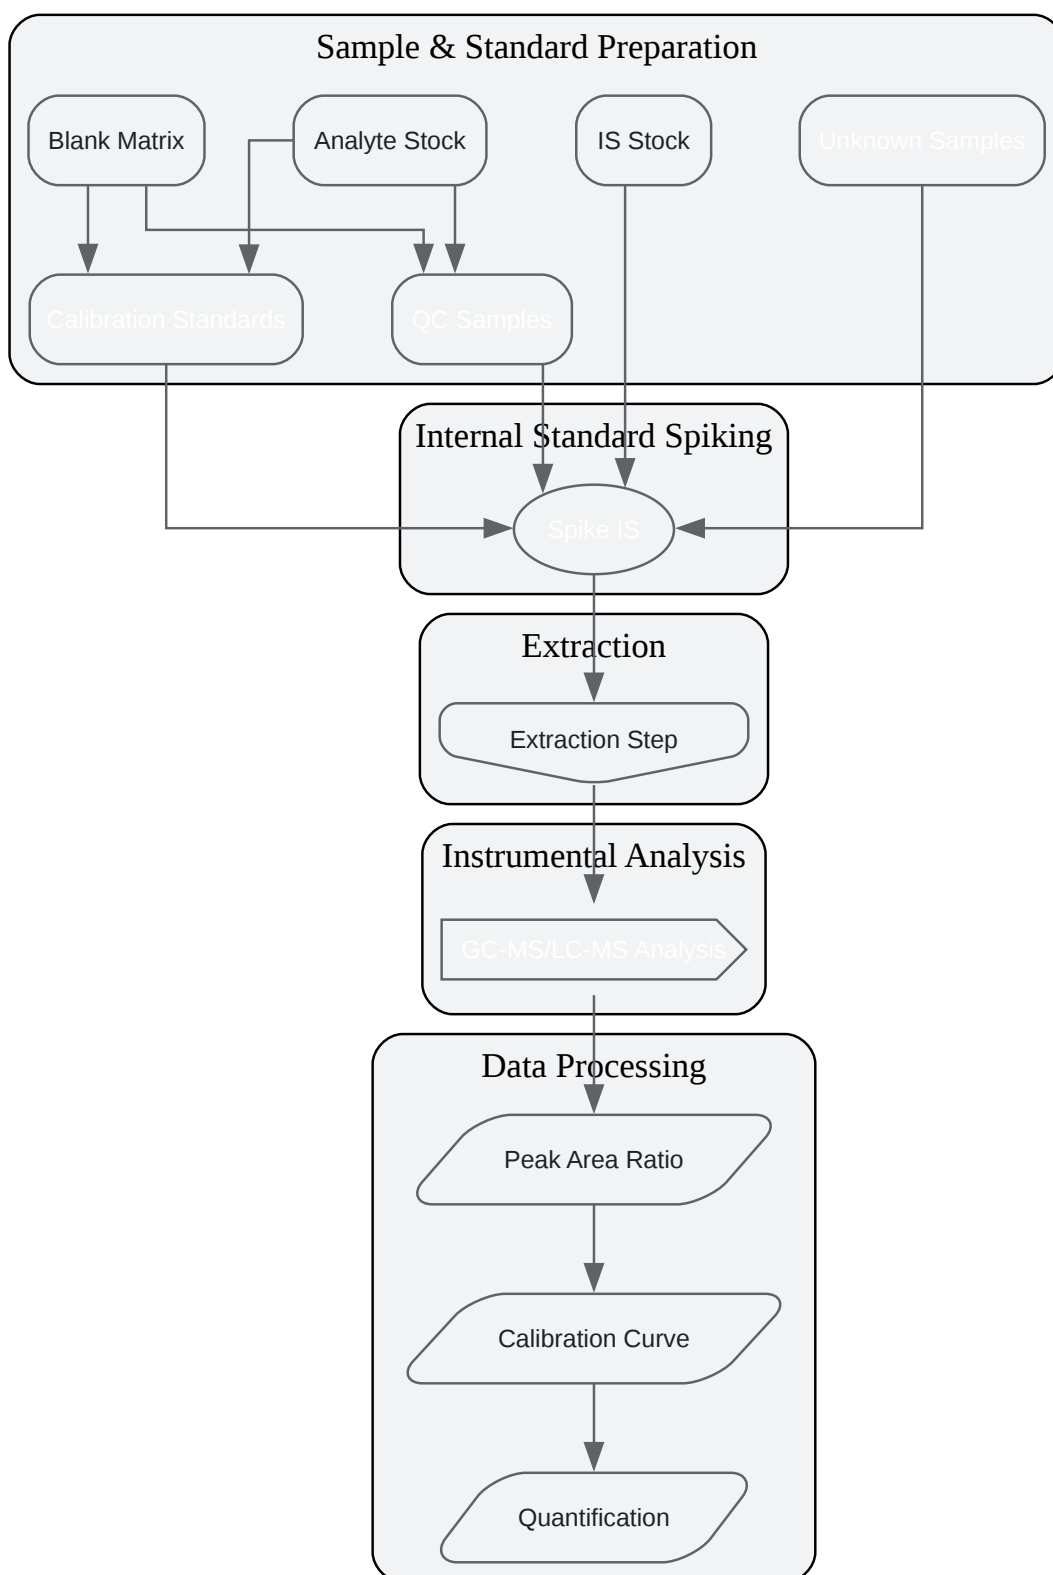 Sample & Standard Preparation
Blank Matrix
Analyte Stock
IS Stock
Unknown Samples
Calibration Standards
QC Samples
Internal Standard Spiking
Spike IS
Extraction
Extraction Step
Instrumental Analysis
GC-MS/LC-MS Analysis
Data Processing
Peak Area Ratio
Calibration Curve
Quantification